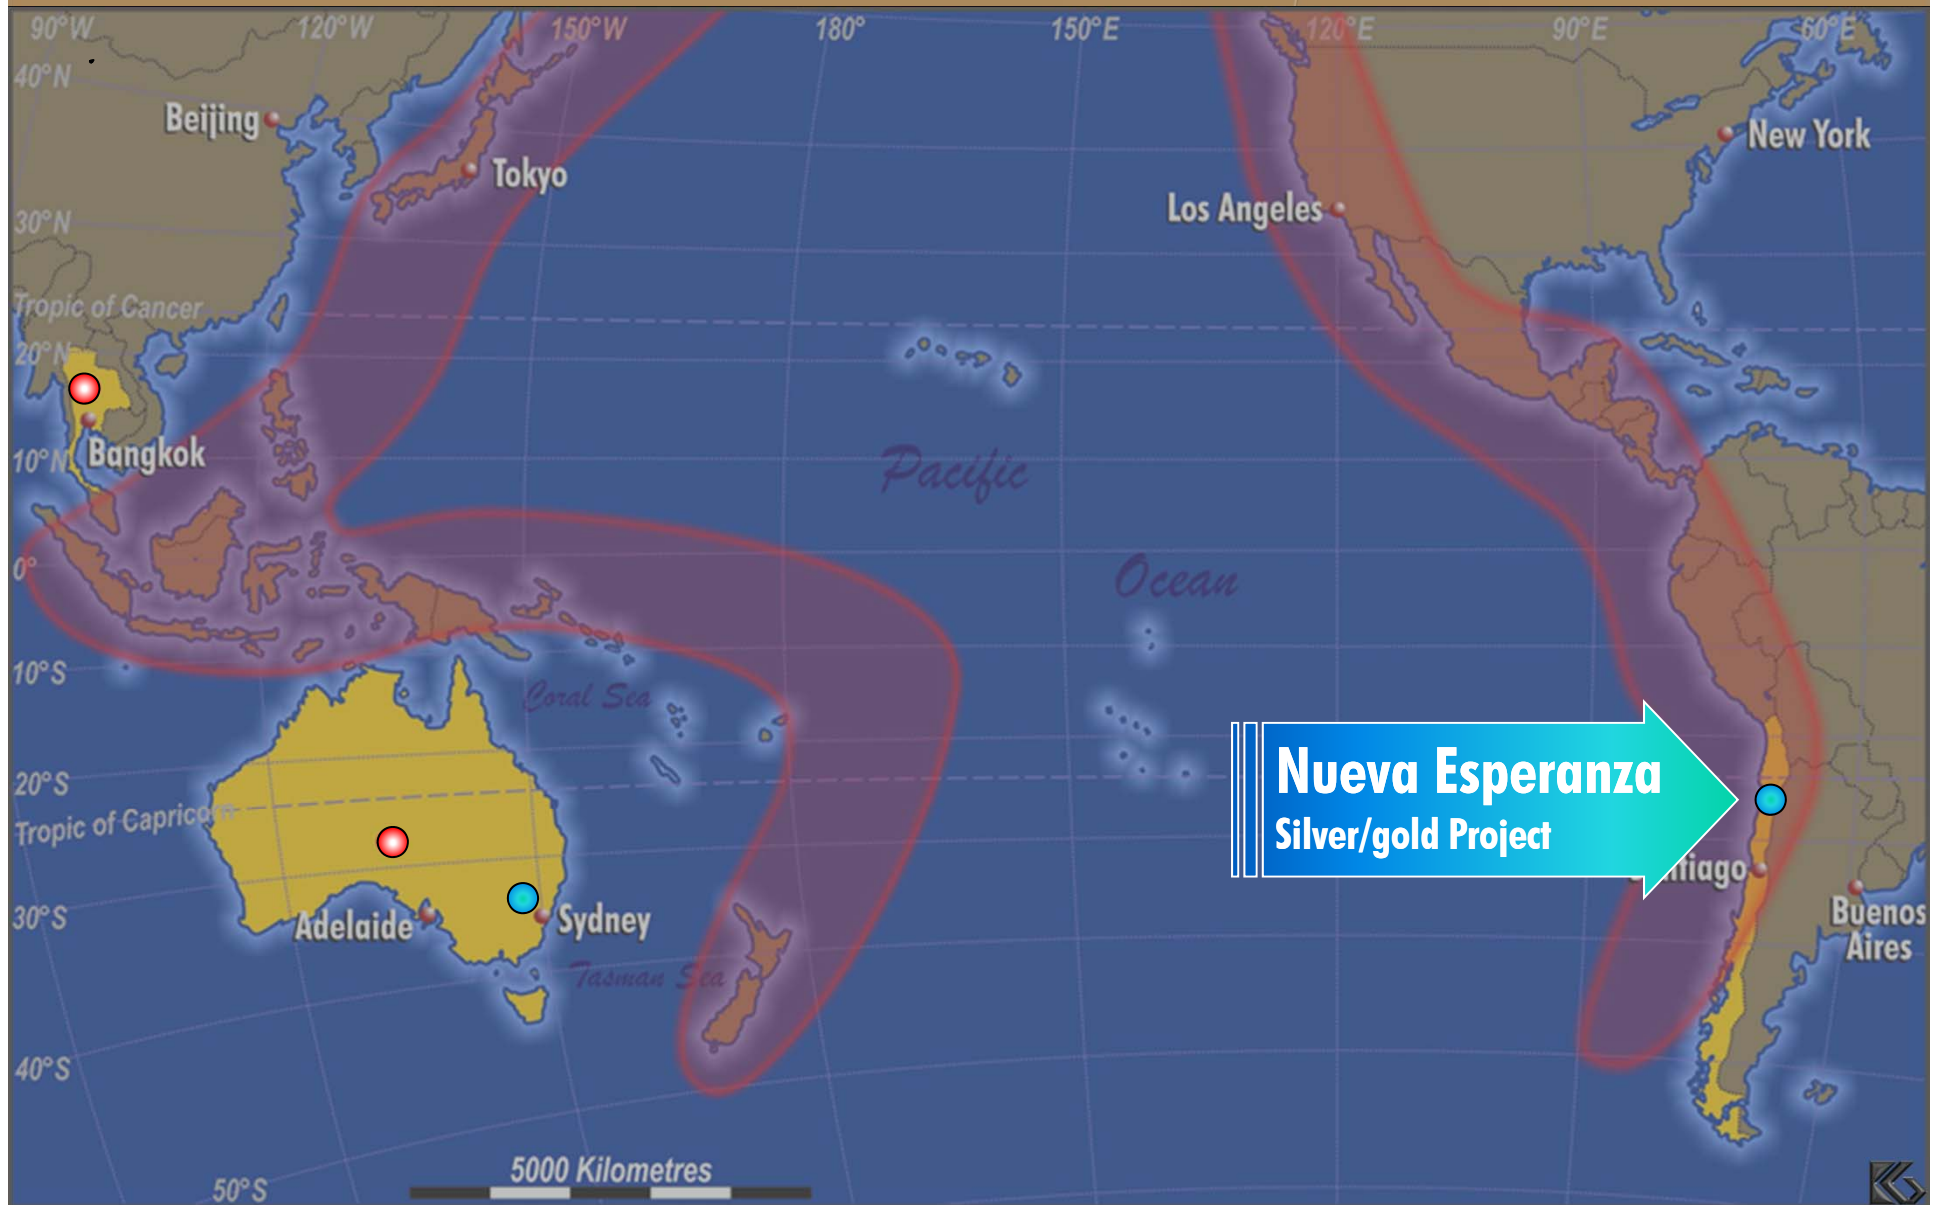 90°W 120°W 150°W 180° 150°E 120°E 90°E 60°E
40°N
Beijing
New York
Tokyo
Los Angeles
30°N
Tropic of Cancer
20°N
Bangkok
10°N
Pacific
0°
Ocean
10°S
Coral Sea
Nueva Esperanza
Silver/gold Project
20°S
Tropic of Capricorn
30°S
Adelaide
Sydney
Buenos
Aires
Tasman Sea
40°S
5000 Kilometres
50°S